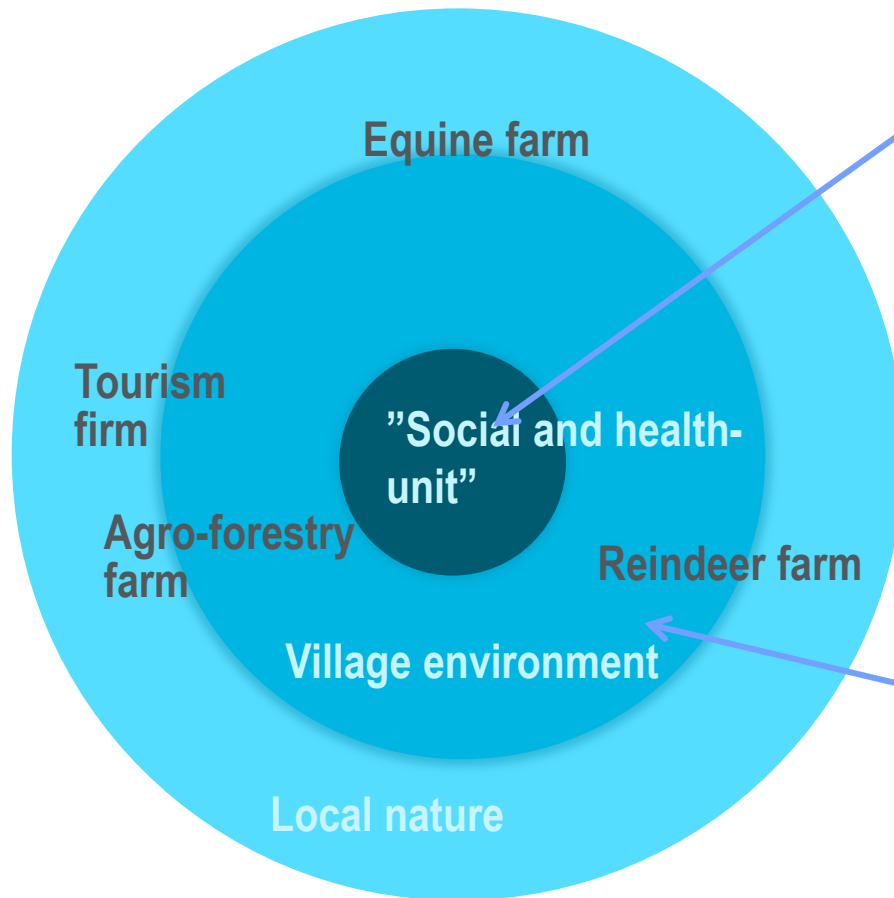 Equine farm
Tourism
firm
”Social and health-
unit”
Agro-forestry
farm
Reindeer farm
Village environment
Local nature